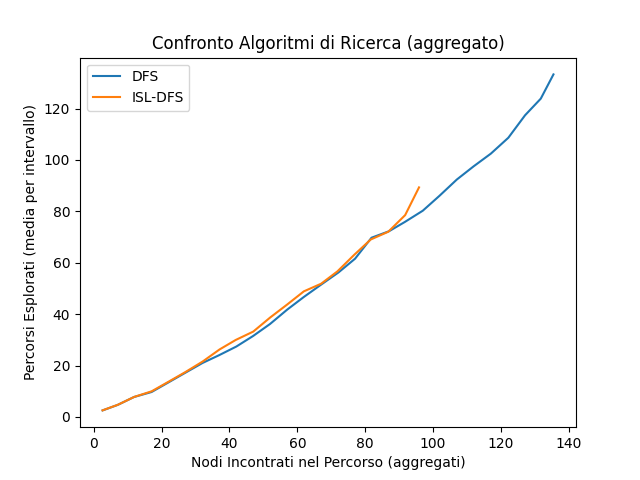 Confronto Algoritmi di Ricerca (aggregato)
DFS
ISL-DFS
Percorsi Esplorati (media per intervallo)
120
100
80
60
40
20
0
0 20 40 60 80 100 120 140
Nodi Incontrati nel Percorso (aggregati)